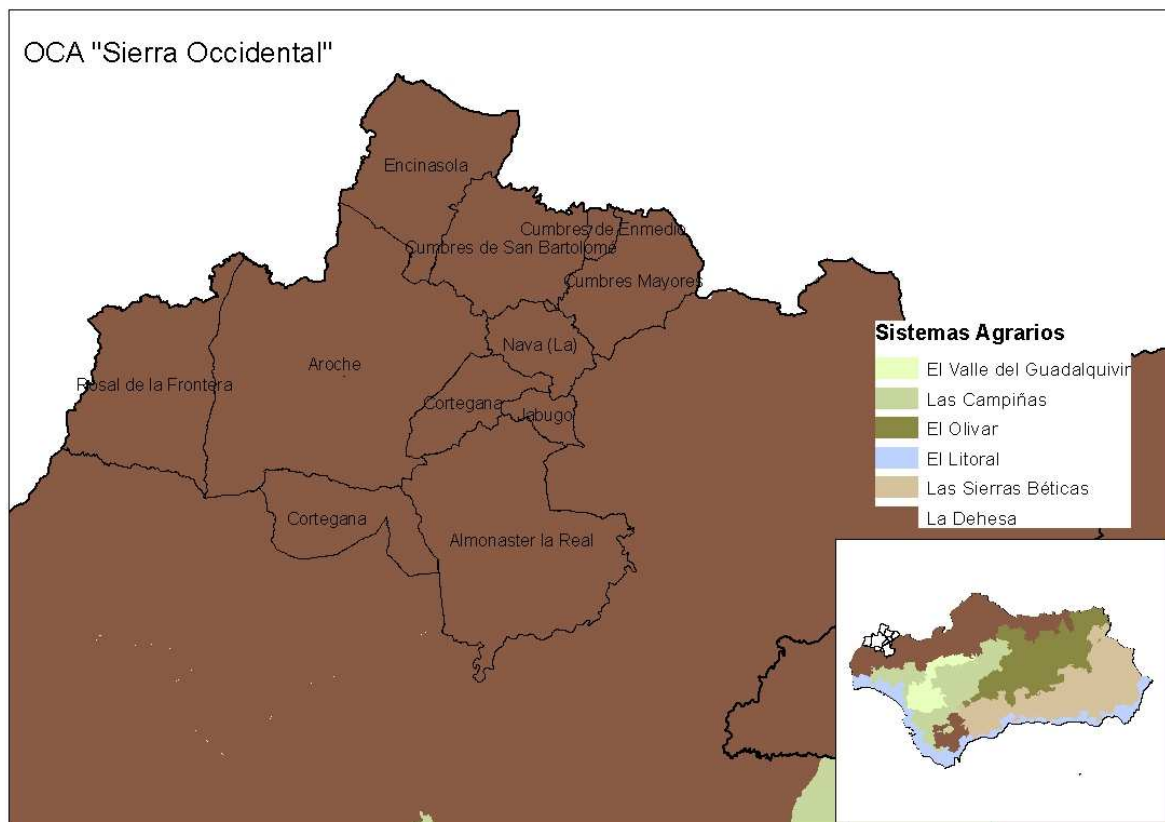 OCA "Sierra Occidental"
Encinasola
Cumbres de Enmedio
Cumbres de San Bartolomé
Cumbres Mayores
Nava (La)
Aroche
Rosal de la Frontera
Cortegana
Jabugo
Cortegana
Almonaster la Real
Sistemas Agrarios
El Valle del Guadalquivir
Las Campiñas
El Olivar
El Litoral
Las Sierras Béticas
La Dehesa